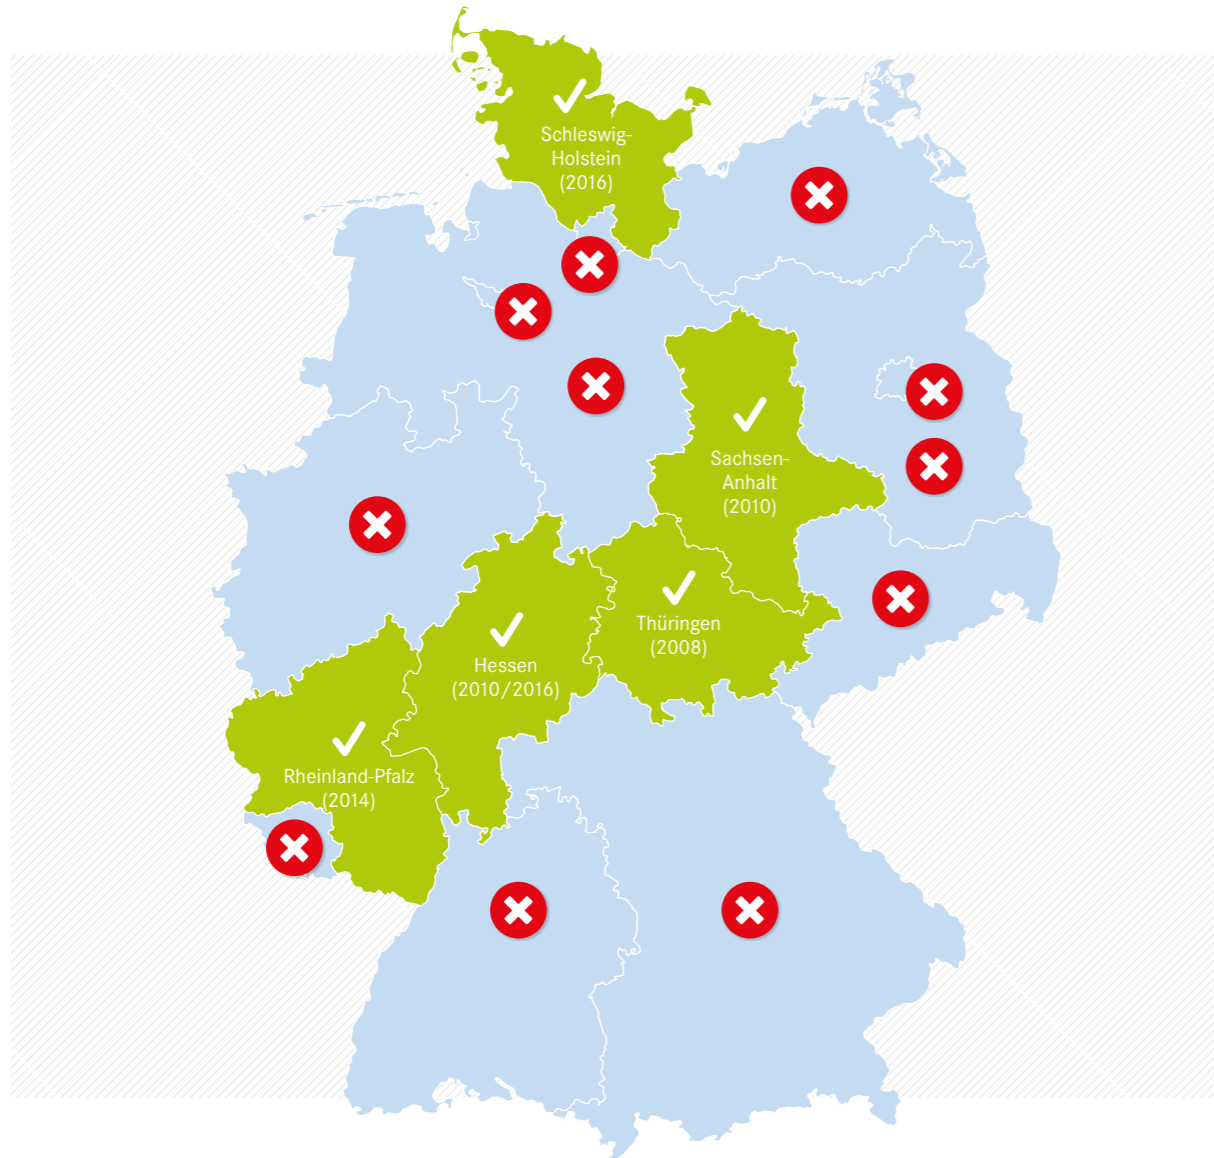 Schleswig-
Holstein
(2016)
Sachsen-
Anhalt
(2010)
Thüringen
(2008)
Hessen
(2010/2016)
Rheinland-Pfalz
(2014)